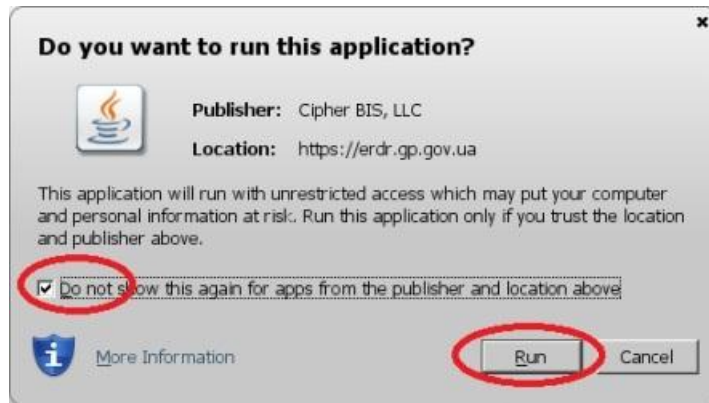 Do you want to run this application?
Publisher: Cipher BIS, LLC
Location: https://erdr.gp.gov.ua
This application will run with unrestricted access which may put your computer
and personal information at risk. Run this application only if you trust the location
and publisher above.
Do not show this again for apps from the publisher and location above
More Information
Run Cancel